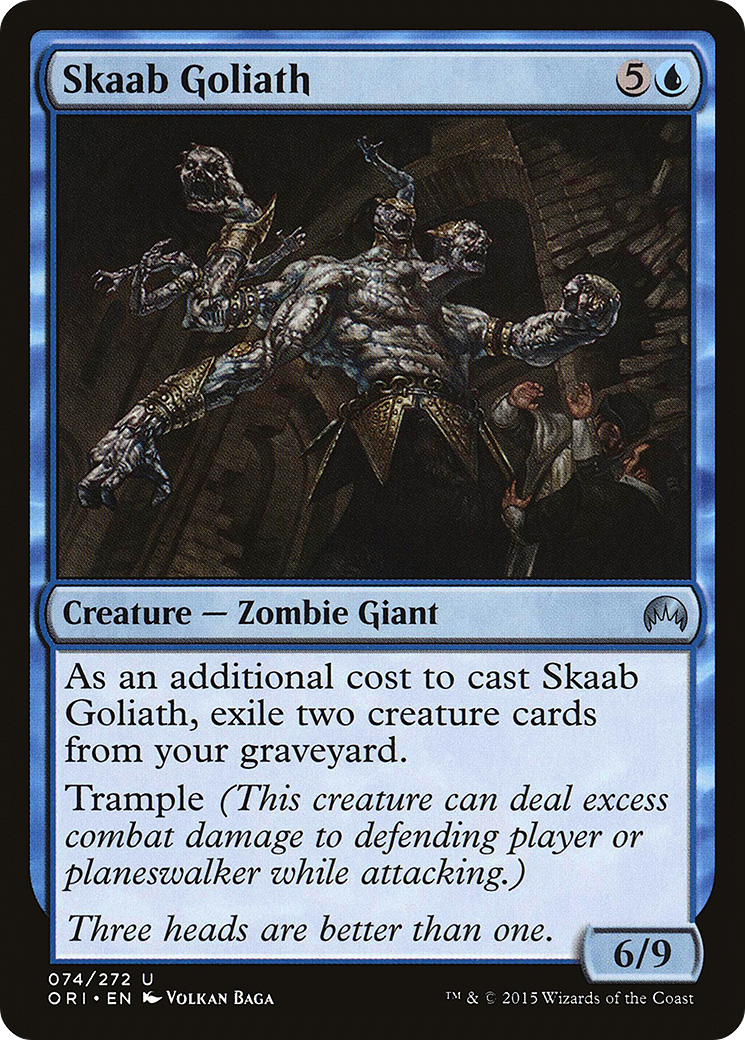 Skaab Goliath 5
Creature — Zombie Giant
As an additional cost to cast Skaab
Goliath, exile two creature cards
from your graveyard.
Trample (This creature can deal excess
combat damage to defending player or
planeswalker while attacking.)
Three heads are better than one.
6/9
074/272 U
ORI • EN Volkan Baga
™ & © 2015 Wizards of the Coast